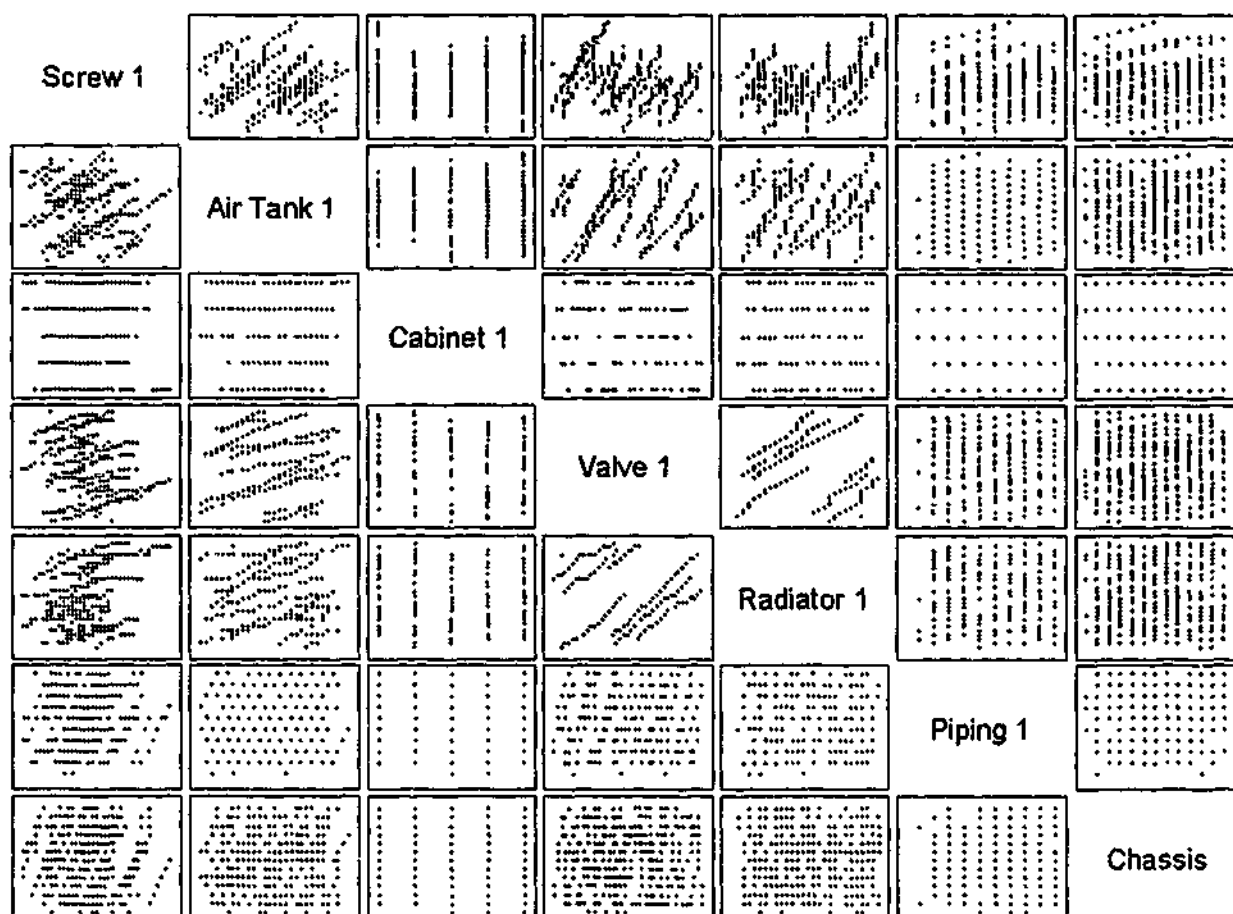 Screw 1
Air Tank 1
Cabinet 1
Valve 1
Radiator 1
Piping 1
Chassis